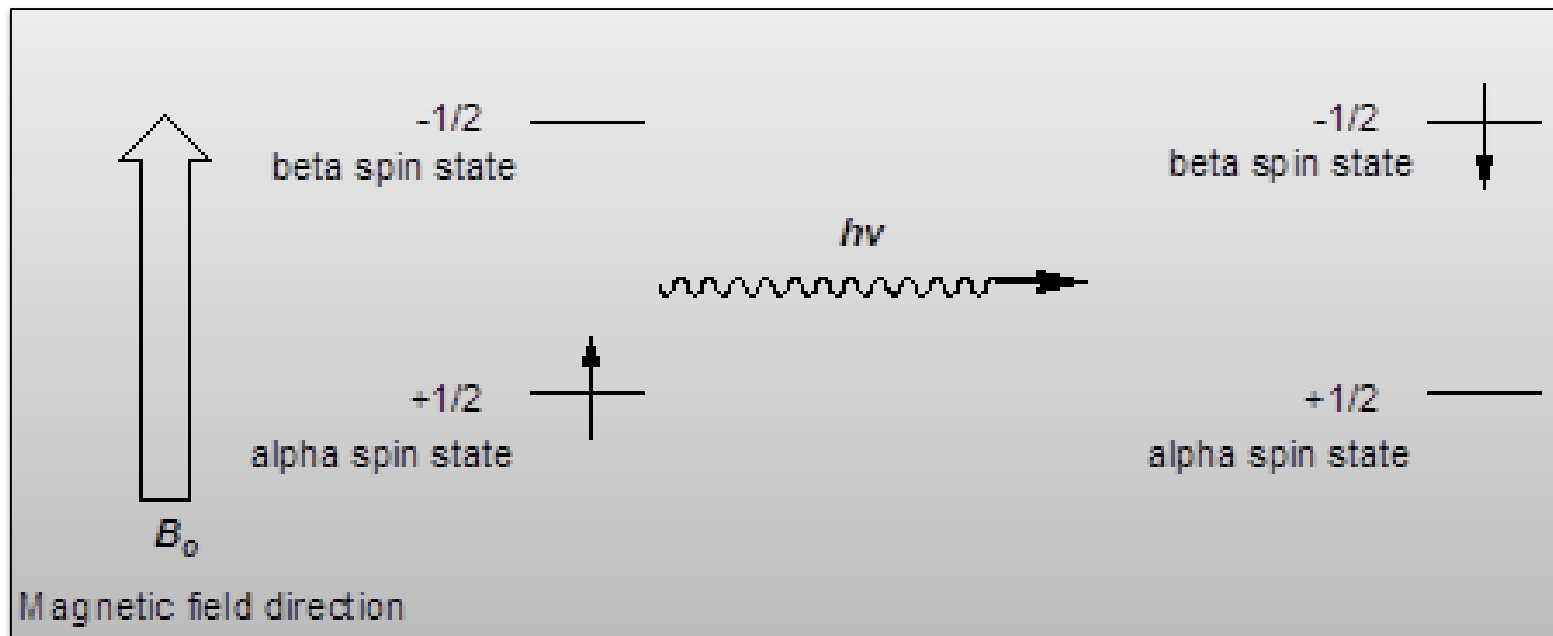 -1/2
beta spin state
+1/2
alpha spin state
hv
-1/2
beta spin state
+1/2
alpha spin state
Bo
Magnetic field direction